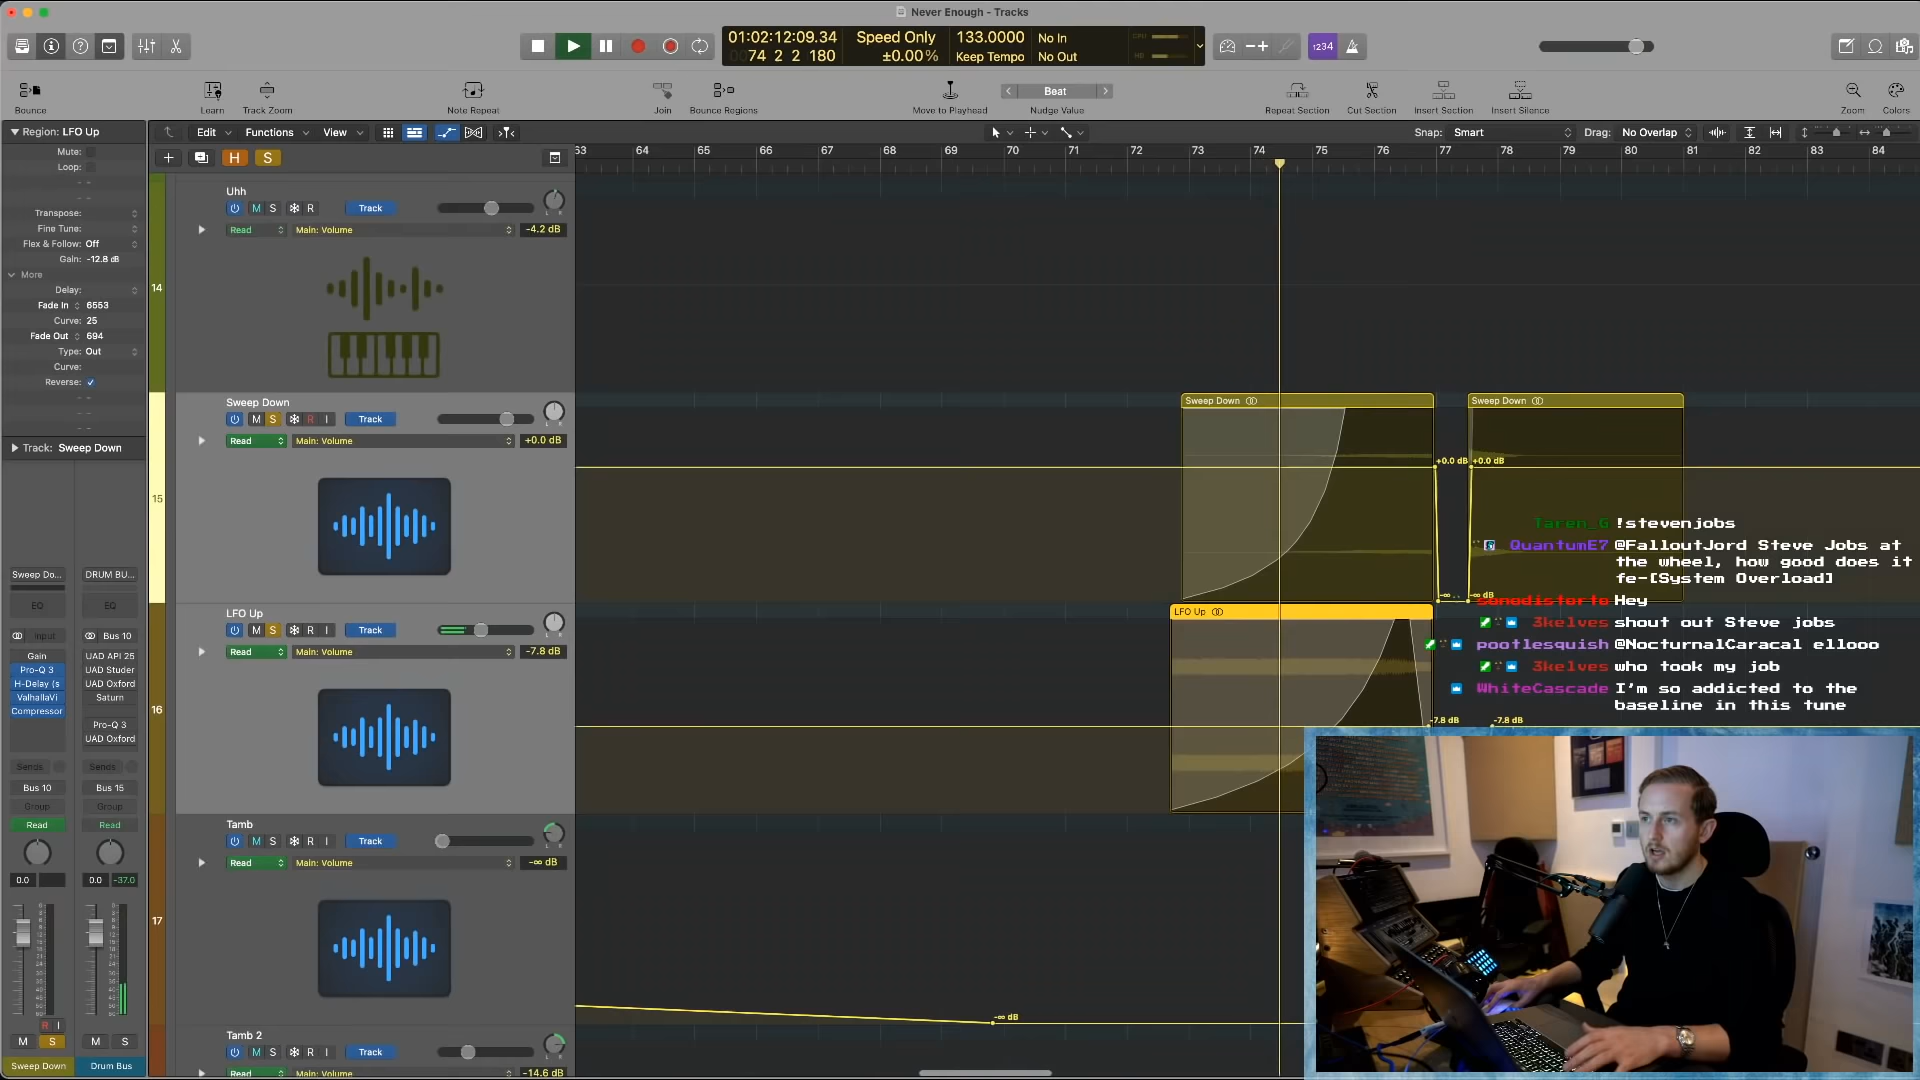 Never Enough - Tracks
01:02:12:09.34
74 2 2 180
Speed Only
±0.00%
133.0000
Keep Tempo
No In
No Out
CPU
HD
1234
Bounce
Learn
Track Zoom
Note Repeat
Join
Bounce Regions
Move to Playhead
Beat
Nudge Value
Repeat Section
Cut Section
Insert Section
Insert Silence
Zoom
Colors
Region: LFO Up
Edit
Functions
View
Snap: Smart
Drag: No Overlap
Mute:
Loop:
Transpose:
Fine Tune:
Flex & Follow: Off
Gain: -12.8 dB
More
Delay:
Fade In 6553
Curve: 25
Fade Out 694
Type: Out
Curve:
Reverse:
Track: Sweep Down
H
S
63 64 65 66 67 68 69 70 71 72 73 74 75 76 77 78 79 80 81 82 83 84
14
Uhh
M S R Track
Read Main: Volume -4.2 dB
15
Sweep Down
M S R I Track
Read Main: Volume +0.0 dB
16
LFO Up
M S R I Track
Read Main: Volume -7.8 dB
17
Tamb
M S R I Track
Read Main: Volume -∞ dB
Tamb 2
M S R I Track
Read Main: Volume -14.6 dB
Sweep Down
Sweep Down
+0.0 dB +0.0 dB
-∞ dB
LFO Up
-7.8 dB -7.8 dB
-∞ dB
Sweep Do... DRUM BU...
EQ EQ
Input Bus 10
Gain UAD API 25
Pro-Q 3 UAD Studer
H-Delay (s UAD Oxford
ValhallaVi Saturn
Compressor
Pro-Q 3
UAD Oxford
Sends Sends
Bus 10 Bus 15
Group Group
Read Read
0.0 0.0 -37.0
R I
M S M S
Sweep Down Drum Bus
Taren_G !stevenjobs
QuantumE7 @FalloutJord Steve Jobs at
the wheel, how good does it
fe-[System Overload]
senodistorto Hey
3kelves shout out Steve jobs
pootlesquish @NocturnalCaracal ellooo
3kelves who took my job
WhiteCascade I'm so addicted to the
baseline in this tune